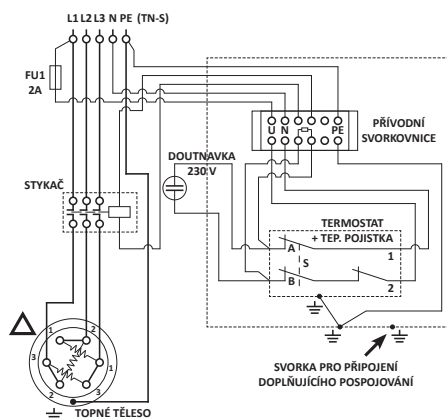 L1 L2 L3 N PE (TN-S)
FU1
2A
U N PE
PŘÍVODNÍ
SVORKOVNICE
DOUTNAVKA
230 V
STYKAČ
TERMOSTAT
+ TEP. POJISTKA
A
1
S
B
2
1
2
3
1
3
2
TOPNÉ TĚLESO
SVORKA PRO PŘIPOJENÍ
DOPLŇUJÍCÍHO POSPOJOVÁNÍ